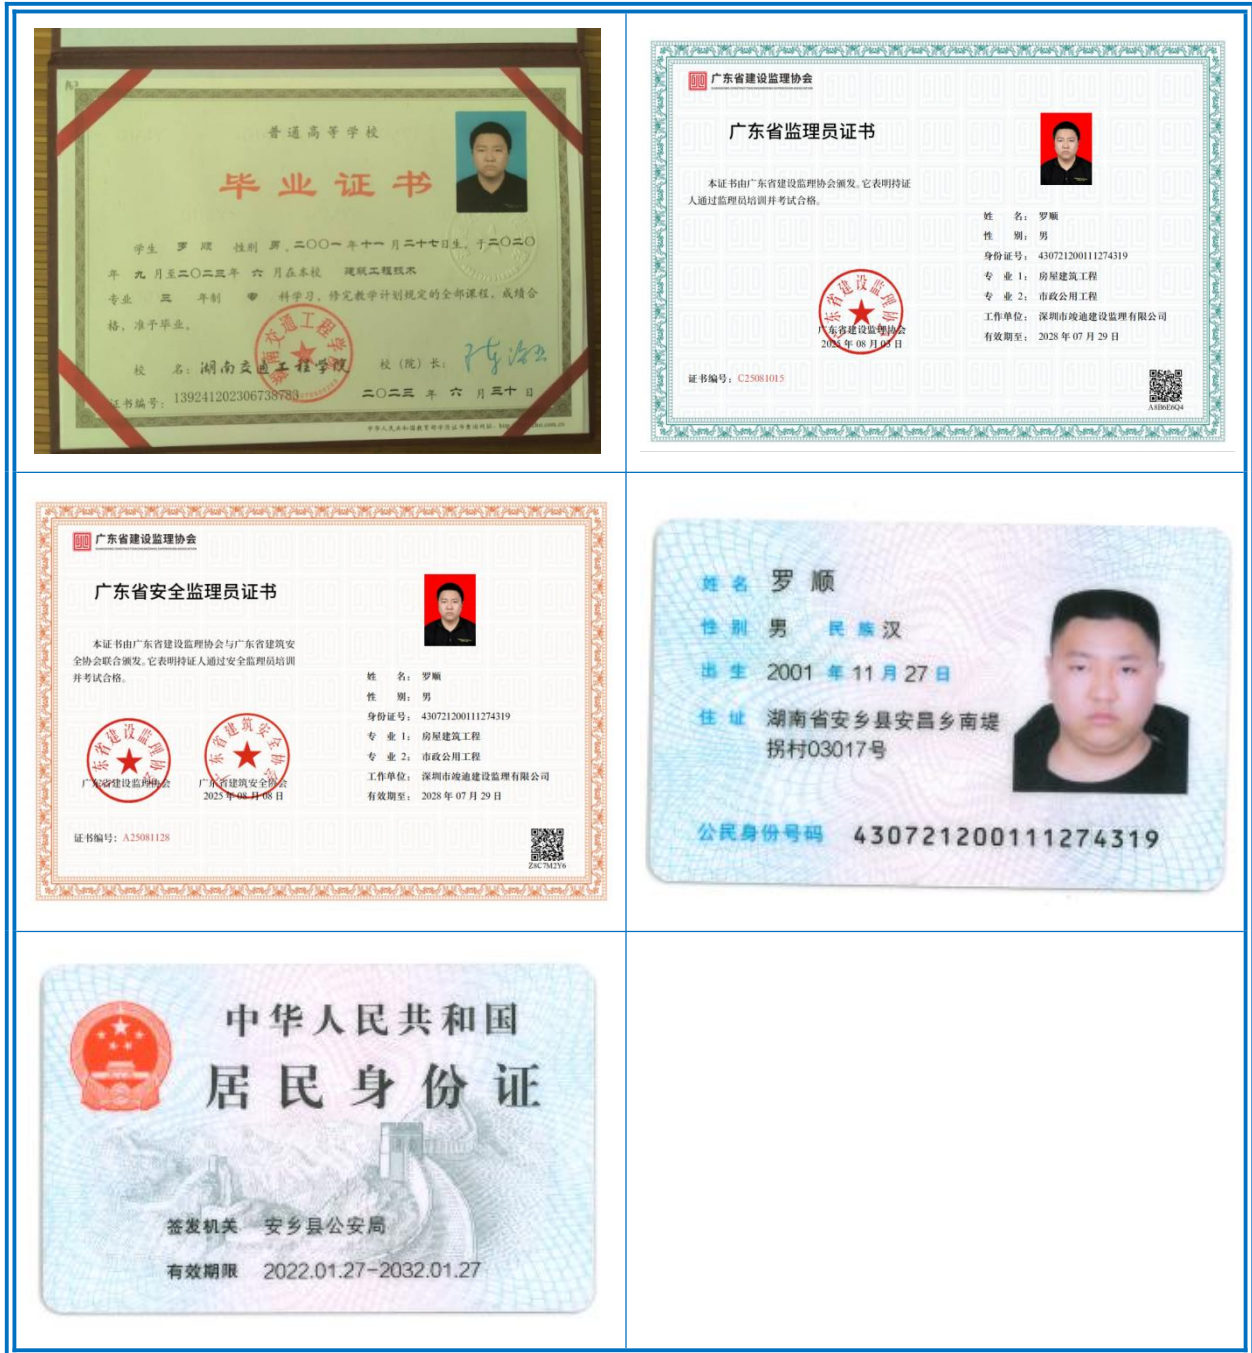 普通高等学校
毕业证书
学生 罗顺 性别 男，二〇〇一年十一月二十七日生，于二〇二〇
年九月至二〇二三年六月在本校 建筑工程技术
专业 三 年制 专 科学习，修完教学计划规定的全部课程，成绩合
格，准予毕业。
校 名：湖南交通工程学院 校（院）长：
证书编号：139241202306738783 二〇二三年六月三十日
广东省建设监理协会
广东省监理员证书
本证书由广东省建设监理协会颁发。它表明持证
人通过监理员培训并考试合格。
姓 名： 罗顺
性 别： 男
身份证号： 430721200111274319
专 业 1： 房屋建筑工程
专 业 2： 市政公用工程
工作单位： 深圳市竣迪建设监理有限公司
有效期至： 2028 年 07 月 29 日
广东省建设监理协会
证书编号：C25081015
A8B6E6Q4
广东省建设监理协会
广东省安全监理员证书
本证书由广东省建设监理协会与广东省建筑安
全协会联合颁发。它表明持证人通过安全监理员培训
并考试合格。
姓 名： 罗顺
性 别： 男
身份证号： 430721200111274319
专 业 1： 房屋建筑工程
专 业 2： 市政公用工程
工作单位： 深圳市竣迪建设监理有限公司
有效期至： 2028 年 07 月 29 日
广东省建设监理协会 广东省建筑安全协会
2025 年 08 月 08 日
证书编号：A25081128
Z8C7M2Y6
姓名 罗顺
性别 男 民族 汉
出生 2001 年 11 月 27 日
住址 湖南省安乡县安昌乡南堤
拐村03017号
公民身份号码 430721200111274319
中华人民共和国
居民身份证
签发机关 安乡县公安局
有效期限 2022.01.27-2032.01.27